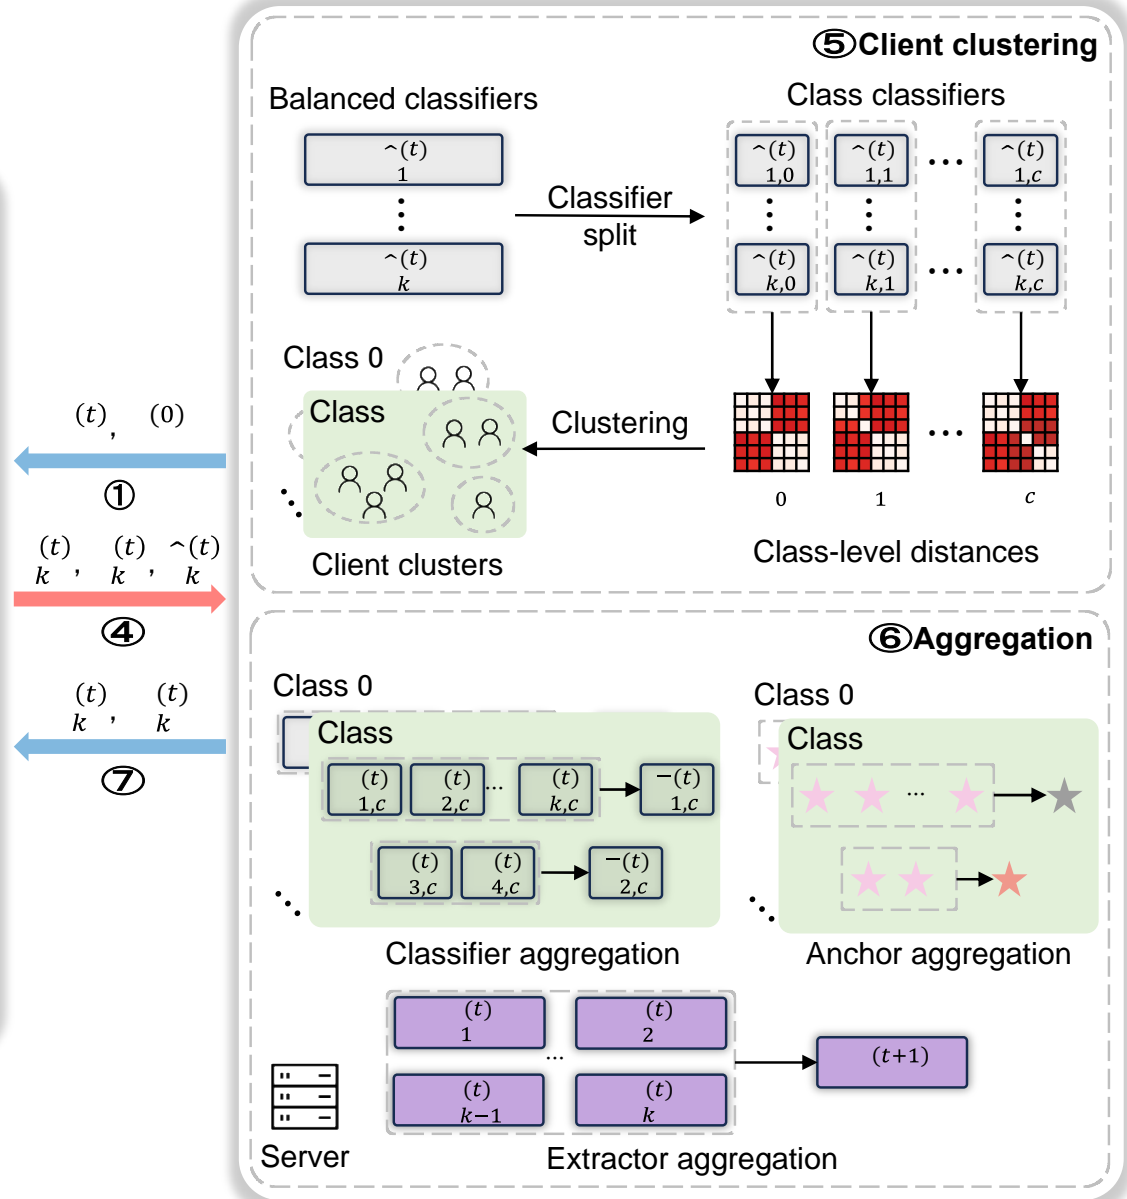 ⑤Client clustering
Balanced classifiers
Class classifiers
^(t)
1
^(t)
k
Classifier
split
^(t)
1,0
^(t)
1,1
...
^(t)
1,c
^(t)
k,0
^(t)
k,1
...
^(t)
k,c
Class 0
Class
Clustering
...
0
1
c
Client clusters
Class-level distances
(t), (0)
①
(t)
k,
(t)
k,
^(t)
k
④
(t)
k,
(t)
k
⑦
⑥Aggregation
Class 0
Class
(t)
1,c
(t)
2,c
...
(t)
k,c
-(t)
1,c
(t)
3,c
(t)
4,c
-(t)
2,c
Classifier aggregation
Class 0
Class
...
Anchor aggregation
(t)
1
(t)
2
...
(t)
k-1
(t)
k
(t+1)
Server
Extractor aggregation